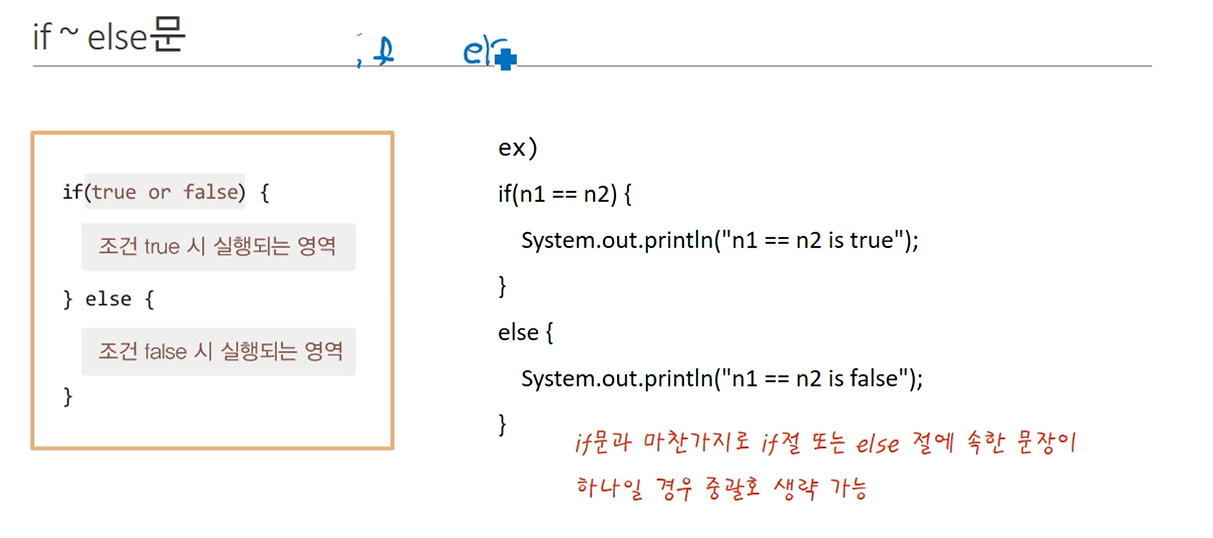 if ~ else문
if(true or false) {
조건 true 시 실행되는 영역
} else {
조건 false 시 실행되는 영역
}
ex)
if(n1 == n2) {
System.out.println("n1 == n2 is true");
}
else {
System.out.println("n1 == n2 is false");
}
if문과 마찬가지로 if절 또는 else 절에 속한 문장이
하나일 경우 중괄호 생략 가능